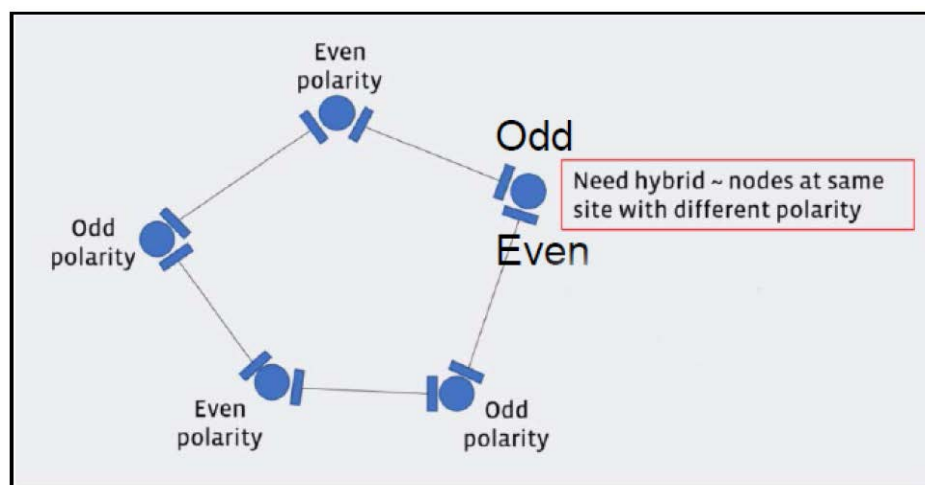 Even
polarity
Odd
Need hybrid ~ nodes at same
site with different polarity
Odd
polarity
Even
Even
polarity
Odd
polarity